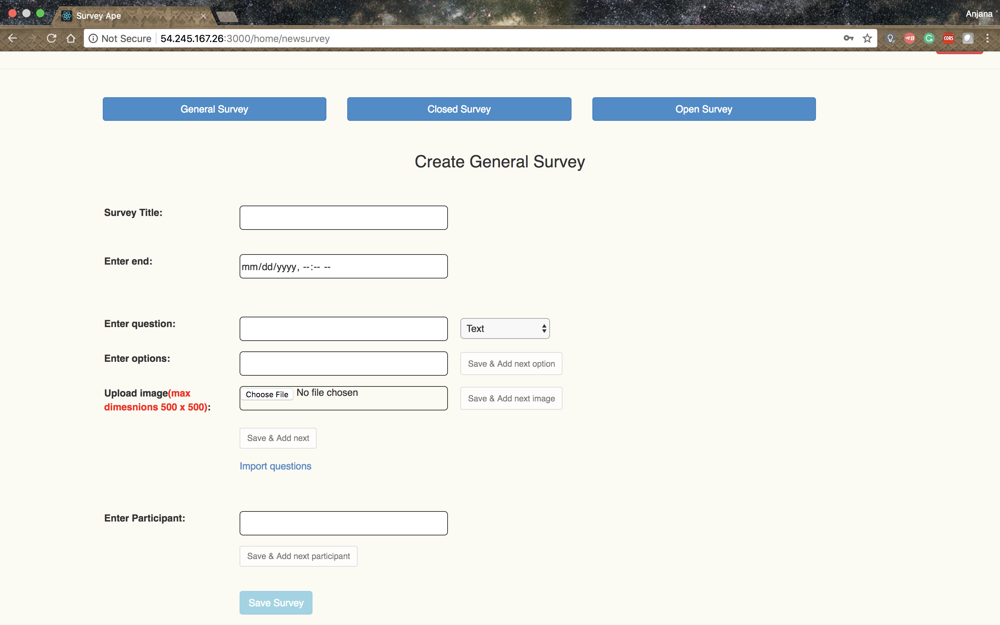 Survey Ape
Anjana
Not Secure 54.245.167.26:3000/home/newsurvey
B G CORS
General Survey Closed Survey Open Survey
Create General Survey
Survey Title:
Enter end:
mm/dd/yyyy, --:-- --
Enter question:
Text
Enter options:
Save & Add next option
Upload image(max
dimesnions 500 x 500):
Choose File No file chosen
Save & Add next image
Save & Add next
Import questions
Enter Participant:
Save & Add next participant
Save Survey